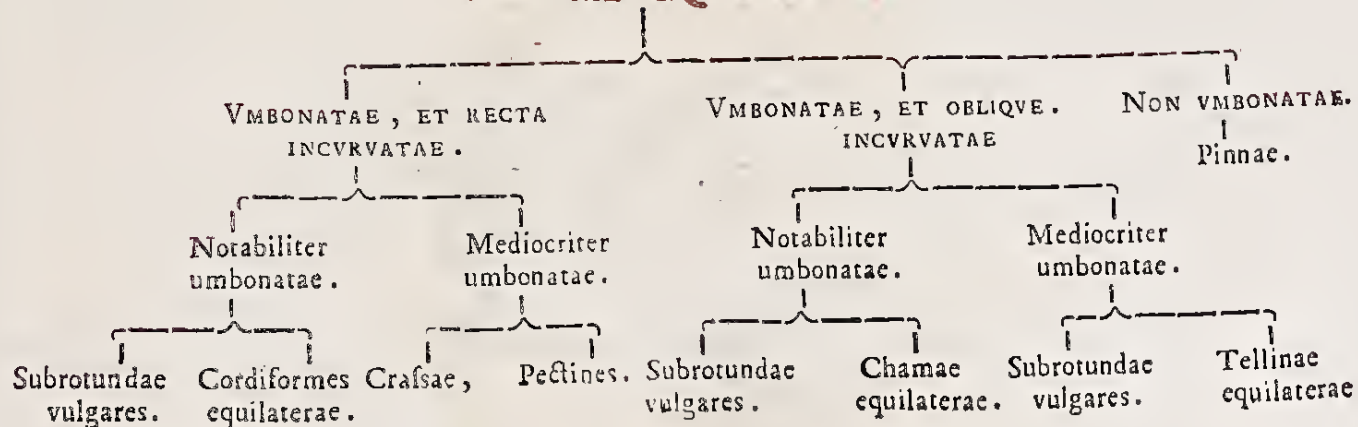 VMBONATAE , ET RECTA
INCVRVATAE .
VMBONATAE , ET OBLIQVE .
INCVRVATAE
NON VMBONATAE.
Pinnae .
Notabiliter
umbonatae .
Mediocriter
umbonatae .
Notabiliter
umbonatae .
Mediocriter
umbonatae .
Subrotundae
vulgares .
Cordiformes
equilaterae .
Craſsae ,
Pectines .
Subrotundae
vulgares .
Chamae
equilaterae .
Subrotundae
vulgares .
Tellinae
equilaterae